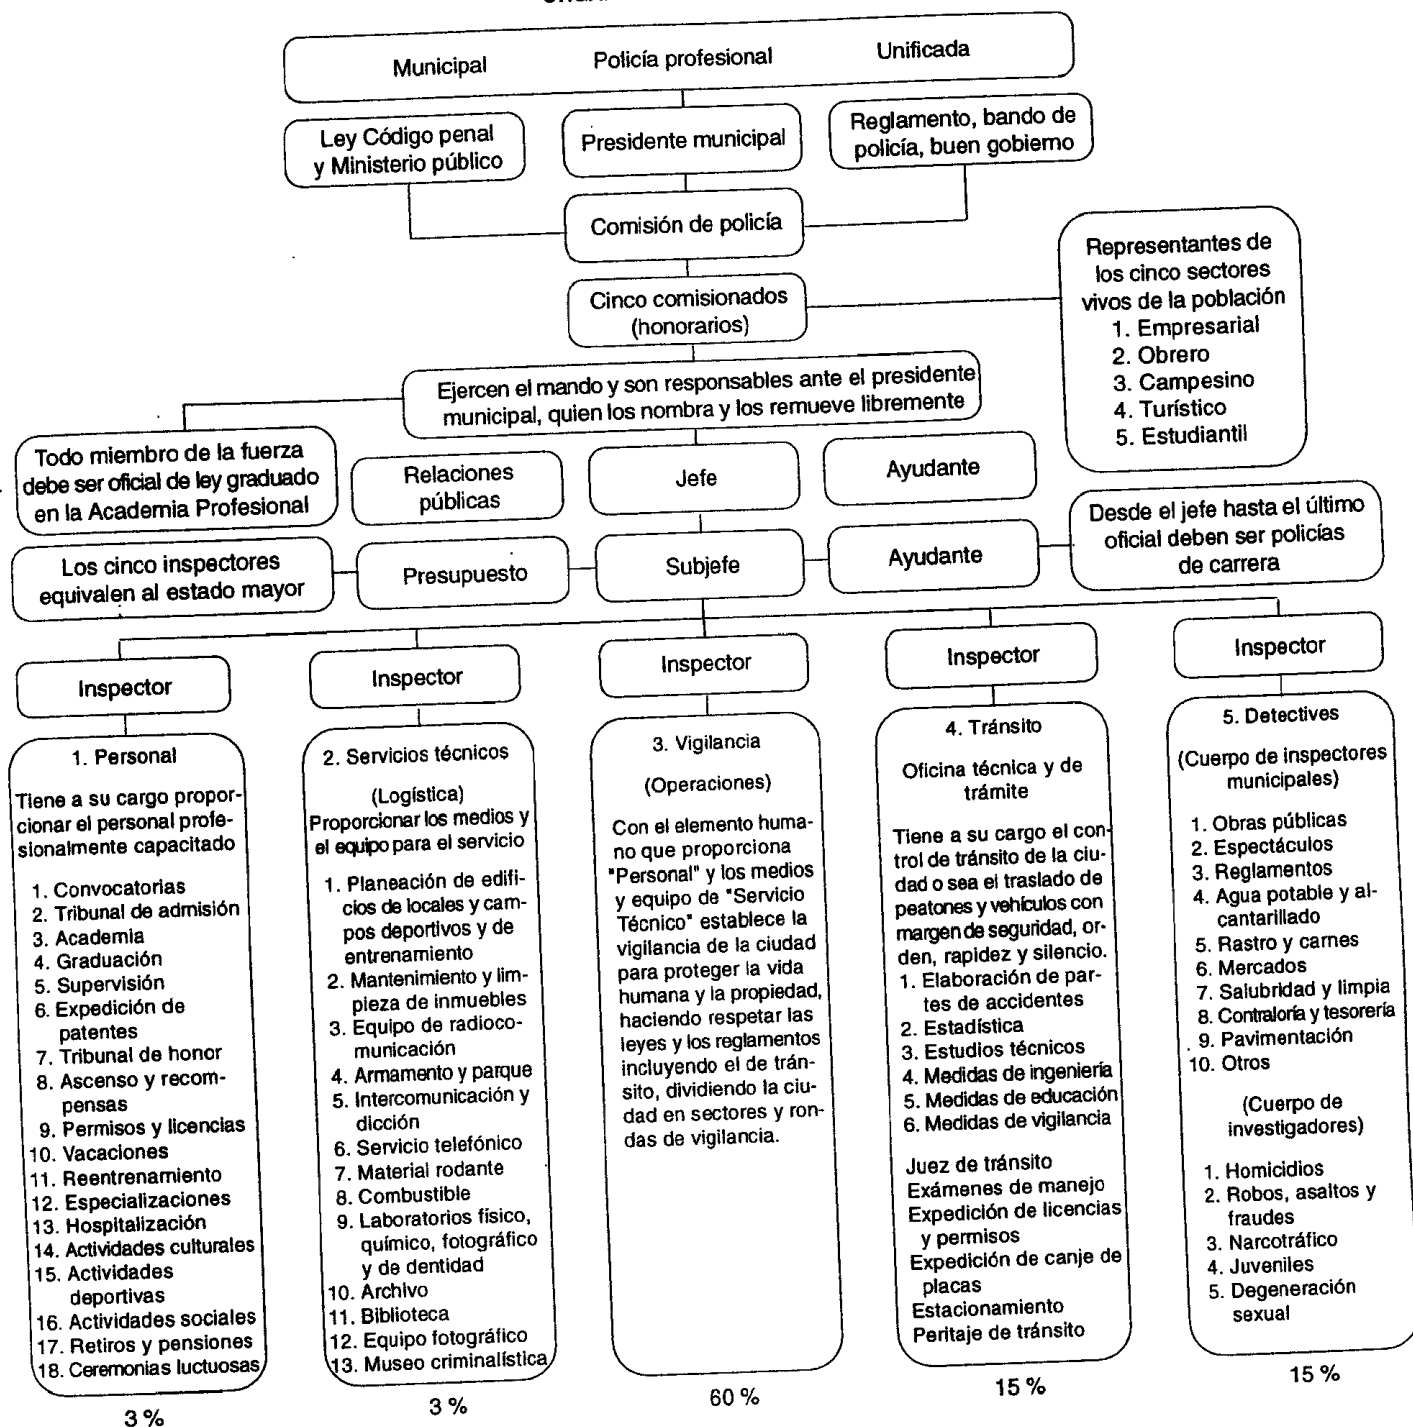 Municipal Policía profesional Unificada
Ley Código penal
y Ministerio público
Presidente municipal
Reglamento, bando de
policía, buen gobierno
Comisión de policía
Cinco comisionados
(honorarios)
Representantes de
los cinco sectores
vivos de la población
1. Empresarial
2. Obrero
3. Campesino
4. Turístico
5. Estudiantil
Ejercen el mando y son responsables ante el presidente
municipal, quien los nombra y los remueve libremente
Todo miembro de la fuerza
debe ser oficial de ley graduado
en la Academia Profesional
Relaciones
públicas
Jefe
Ayudante
Los cinco inspectores
equivalen al estado mayor
Presupuesto
Subjefe
Ayudante
Desde el jefe hasta el último
oficial deben ser policías
de carrera
Inspector
Inspector
Inspector
Inspector
Inspector
1. Personal
Tiene a su cargo propor-
cionar el personal profe-
sionalmente capacitado
1. Convocatorias
2. Tribunal de admisión
3. Academia
4. Graduación
5. Supervisión
6. Expedición de
patentes
7. Tribunal de honor
8. Ascenso y recom-
pensas
9. Permisos y licencias
10. Vacaciones
11. Reentrenamiento
12. Especializaciones
13. Hospitalización
14. Actividades culturales
15. Actividades
deportivas
16. Actividades sociales
17. Retiros y pensiones
18. Ceremonias luctuosas
3 %
2. Servicios técnicos
(Logística)
Proporcionar los medios y
el equipo para el servicio
1. Planeación de edifi-
cios de locales y cam-
pos deportivos y de
entrenamiento
2. Mantenimiento y lim-
pieza de inmuebles
3. Equipo de radioco-
municación
4. Armamento y parque
5. Intercomunicación y
dicción
6. Servicio telefónico
7. Material rodante
8. Combustible
9. Laboratorios físico,
químico, fotográfico
y de dentidad
10. Archivo
11. Biblioteca
12. Equipo fotográfico
13. Museo criminalística
3 %
3. Vigilancia
(Operaciones)
Con el elemento huma-
no que proporciona
"Personal" y los medios
y equipo de "Servicio
Técnico" establece la
vigilancia de la ciudad
para proteger la vida
humana y la propiedad,
haciendo respetar las
leyes y los reglamentos
incluyendo el de trán-
sito, dividiendo la ciu-
dad en sectores y ron-
das de vigilancia.
60 %
4. Tránsito
Oficina técnica y de
trámite
Tiene a su cargo el con-
trol de tránsito de la ciu-
dad o sea el traslado de
peatones y vehículos con
margen de seguridad, or-
den, rapidez y silencio.
1. Elaboración de par-
tes de accidentes
2. Estadística
3. Estudios técnicos
4. Medidas de ingeniería
5. Medidas de educación
6. Medidas de vigilancia
Juez de tránsito
Exámenes de manejo
Expedición de licencias
y permisos
Expedición de canje de
placas
Estacionamiento
Peritaje de tránsito
15 %
5. Detectives
(Cuerpo de inspectores
municipales)
1. Obras públicas
2. Espectáculos
3. Reglamentos
4. Agua potable y al-
cantarillado
5. Rastro y carnes
6. Mercados
7. Salubridad y limpia
8. Contraloría y tesorería
9. Pavimentación
10. Otros
(Cuerpo de
investigadores)
1. Homicidios
2. Robos, asaltos y
fraudes
3. Narcotráfico
4. Juveniles
5. Degeneración
sexual
15 %